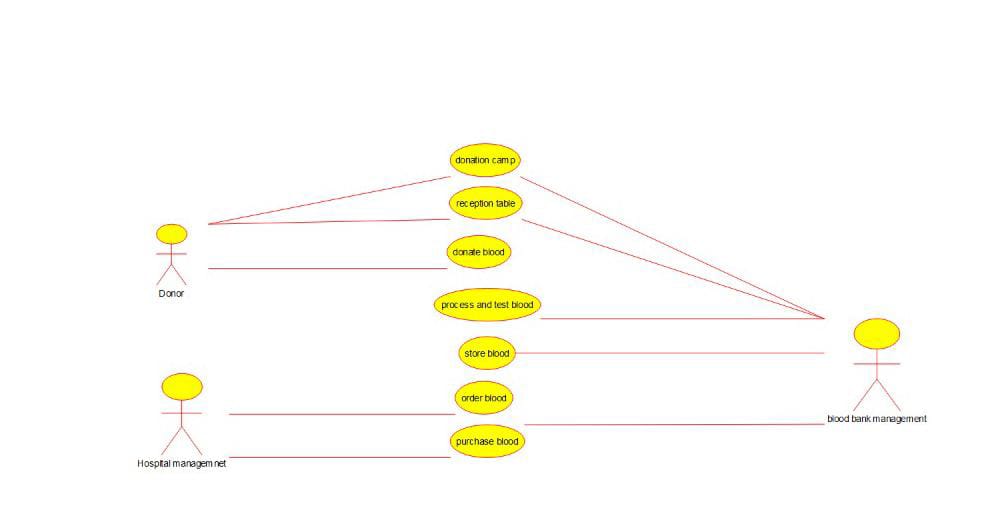 donation camp
reception table
donate blood
Donor
process and test blood
store blood
order blood
blood bank management
purchase blood
Hospital managemnet